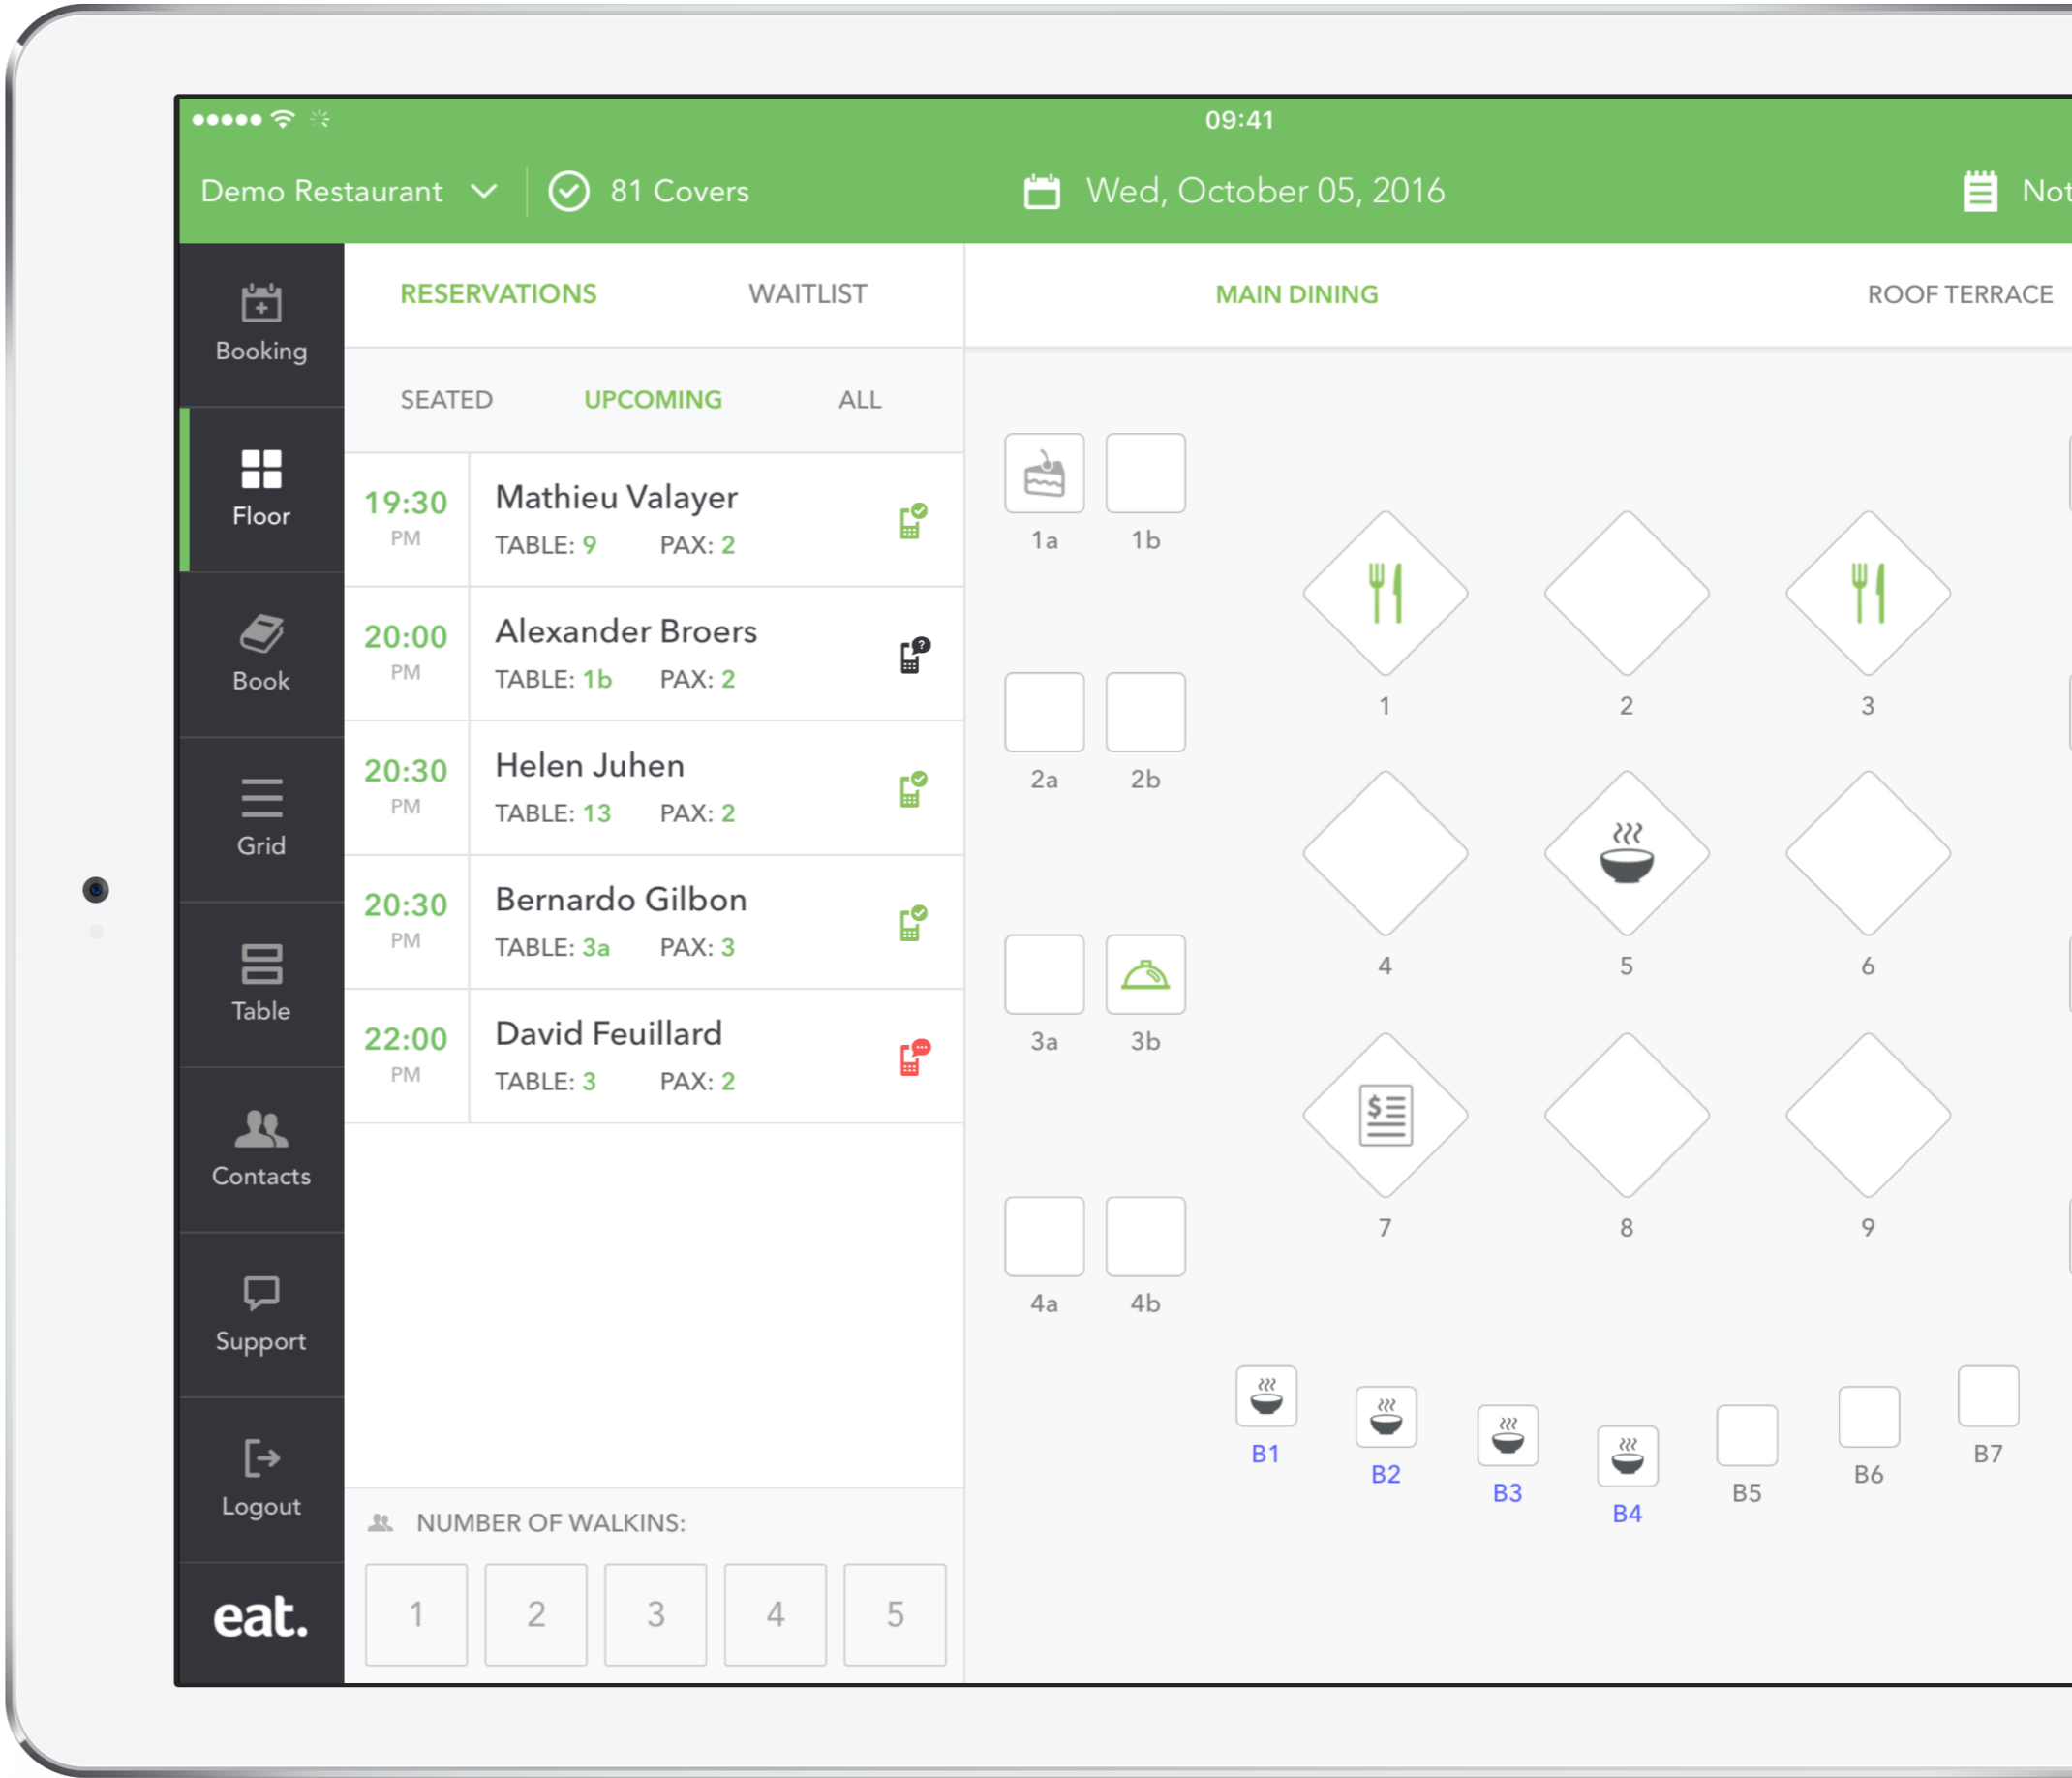 09:41
Demo Restaurant
81 Covers
Wed, October 05, 2016
Booking
Floor
Book
Grid
Table
Contacts
Support
Logout
eat.
RESERVATIONS WAITLIST
SEATED UPCOMING ALL
19:30 PM
Mathieu Valayer
TABLE: 9 PAX: 2
20:00 PM
Alexander Broers
TABLE: 1b PAX: 2
20:30 PM
Helen Juhen
TABLE: 13 PAX: 2
20:30 PM
Bernardo Gilbon
TABLE: 3a PAX: 3
22:00 PM
David Feuillard
TABLE: 3 PAX: 2
NUMBER OF WALKINS:
1 2 3 4 5
MAIN DINING ROOF TERRACE
1a 1b
1 2 3
2a 2b
4 5 6
3a 3b
$
7 8 9
4a 4b
B1 B2 B3 B4 B5 B6 B7